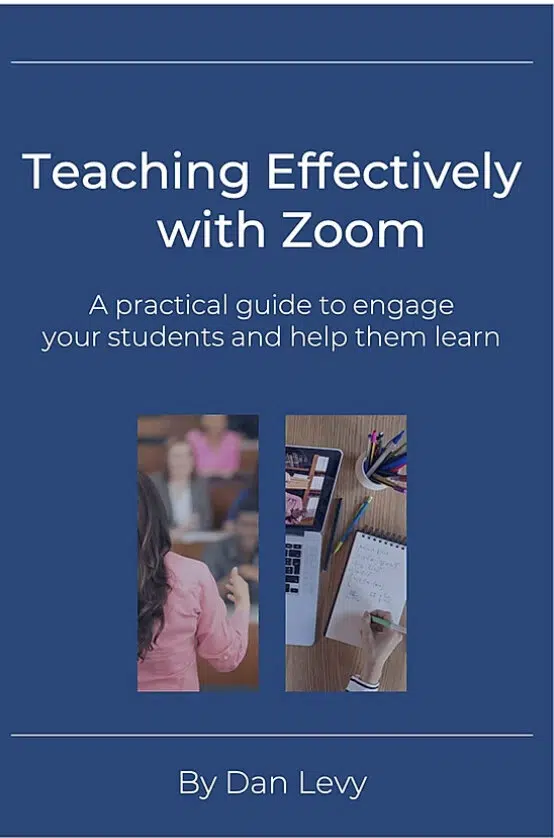 Teaching Effectively
with Zoom
A practical guide to engage
your students and help them learn
By Dan Levy